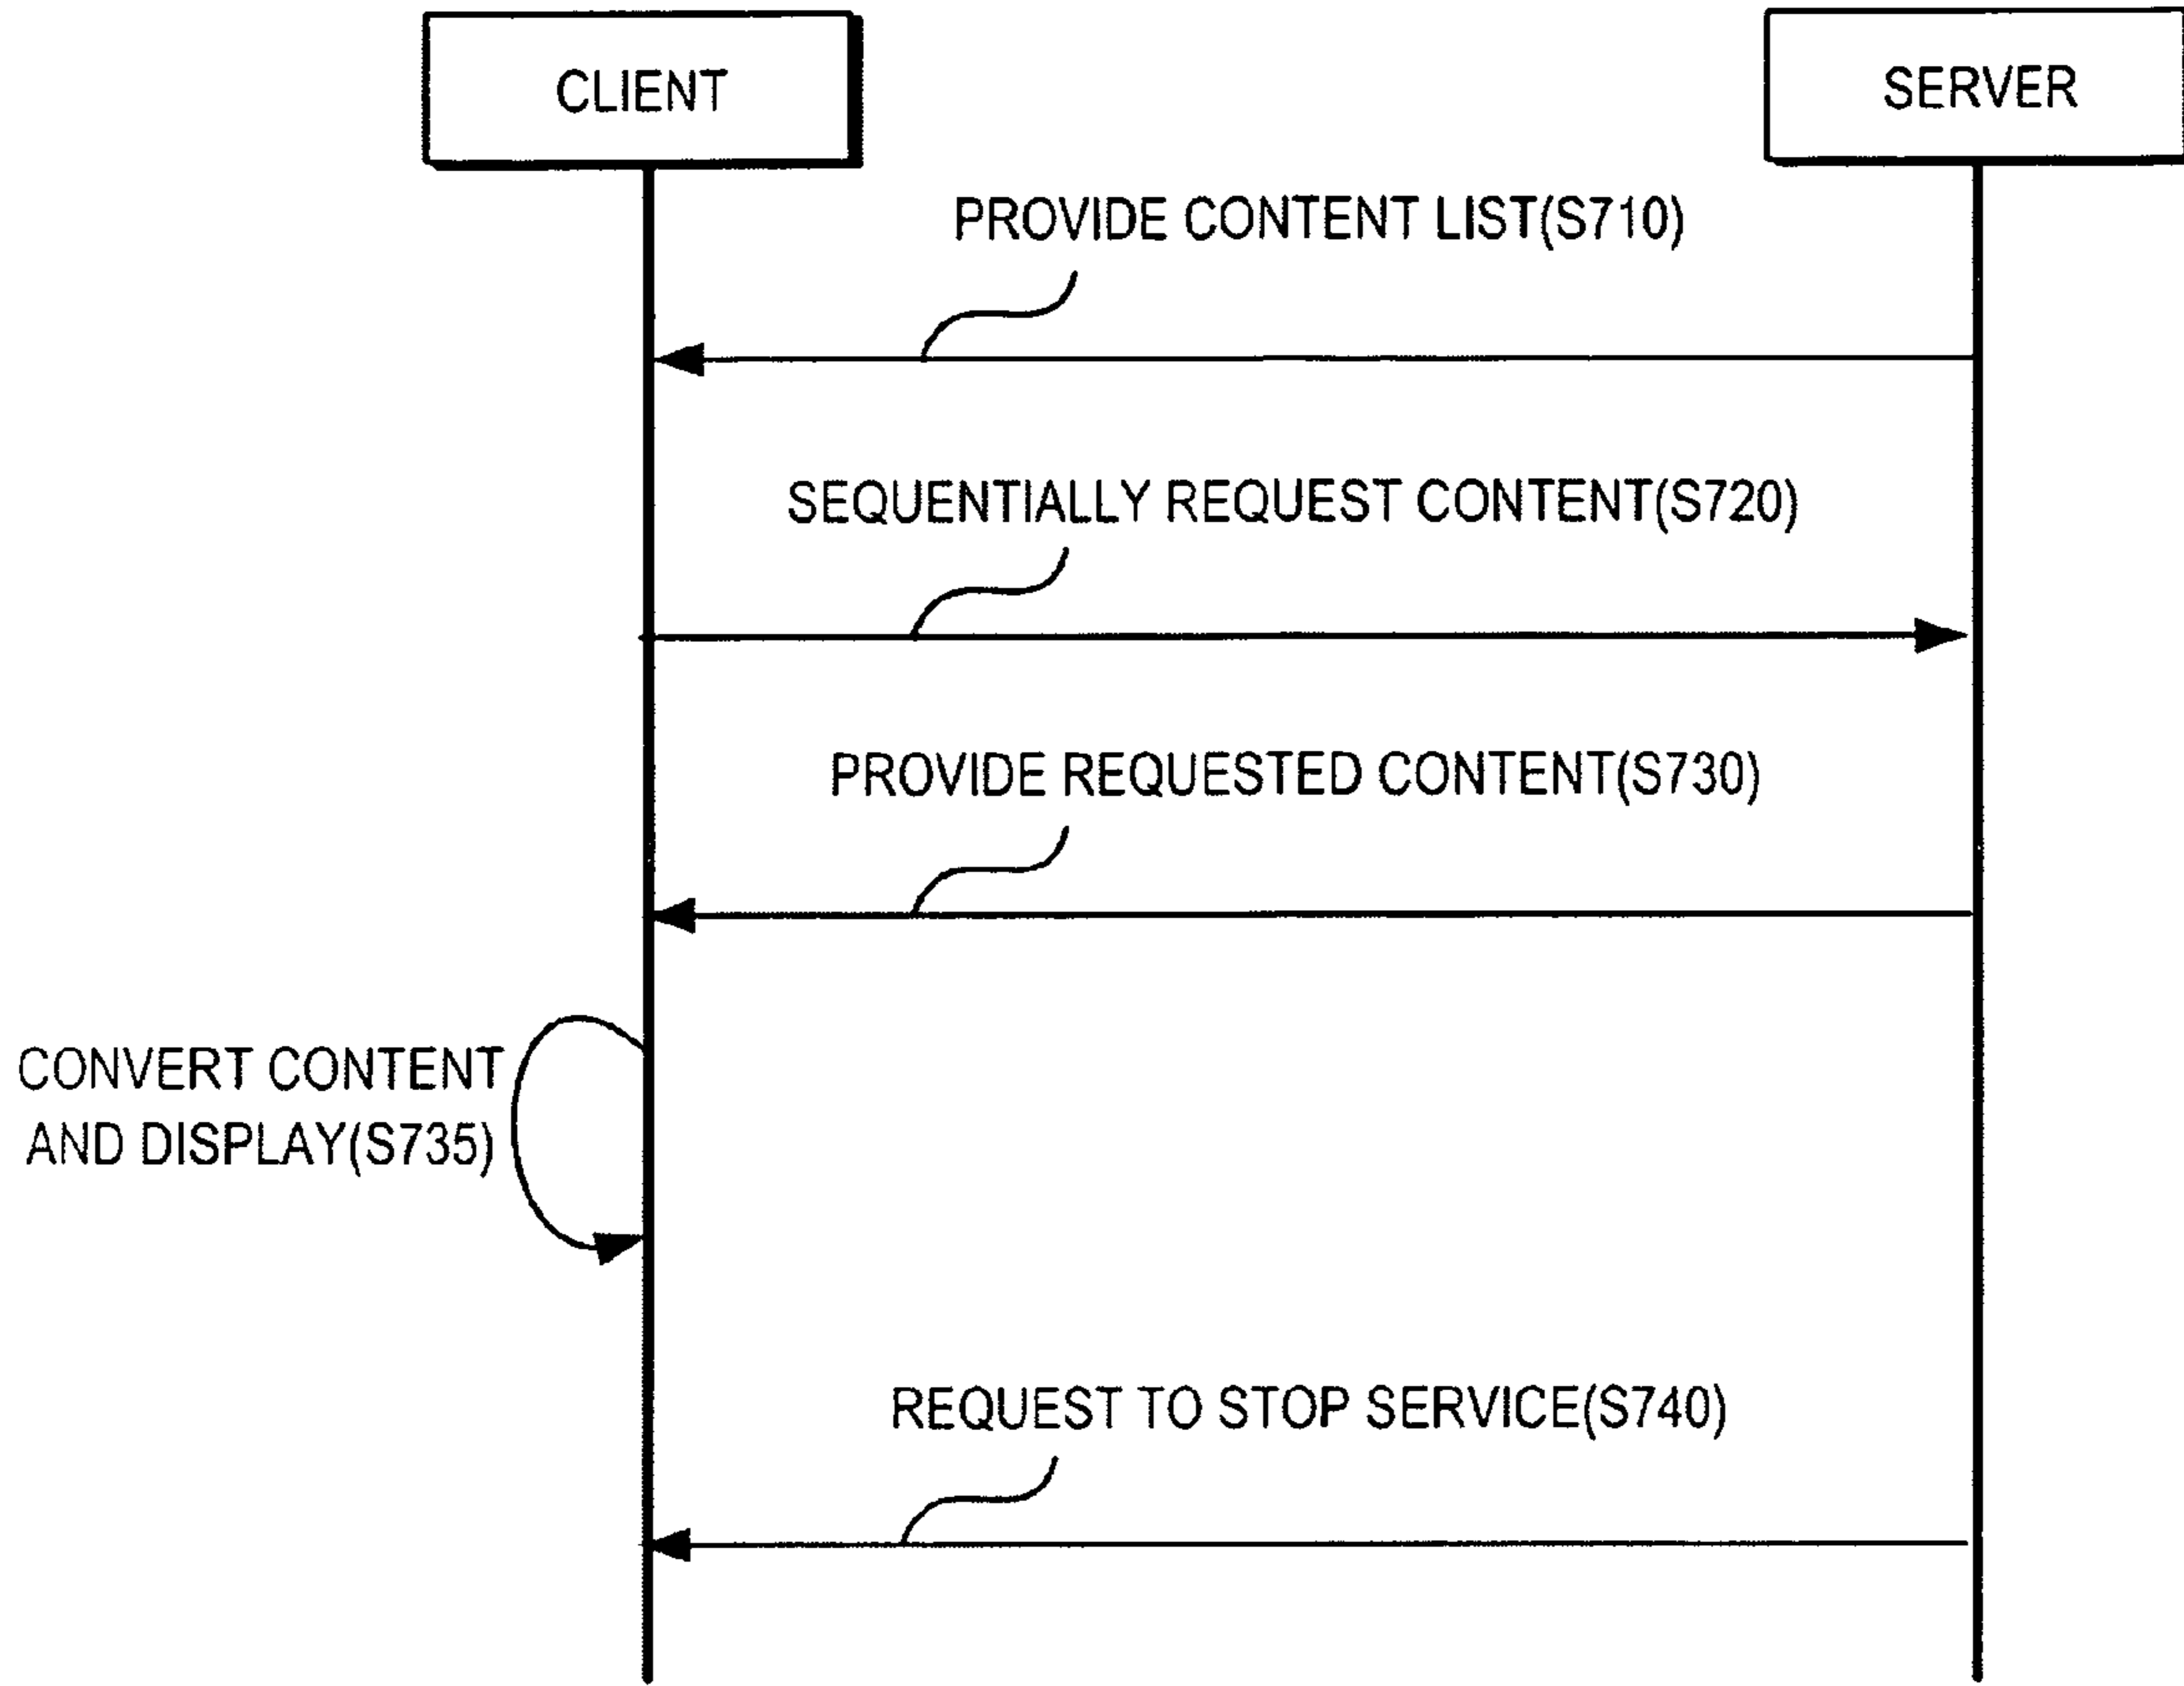 CLIENT
SERVER
PROVIDE CONTENT LIST(S710)
SEQUENTIALLY REQUEST CONTENT(S720)
PROVIDE REQUESTED CONTENT(S730)
CONVERT CONTENT
AND DISPLAY(S735)
REQUEST TO STOP SERVICE(S740)